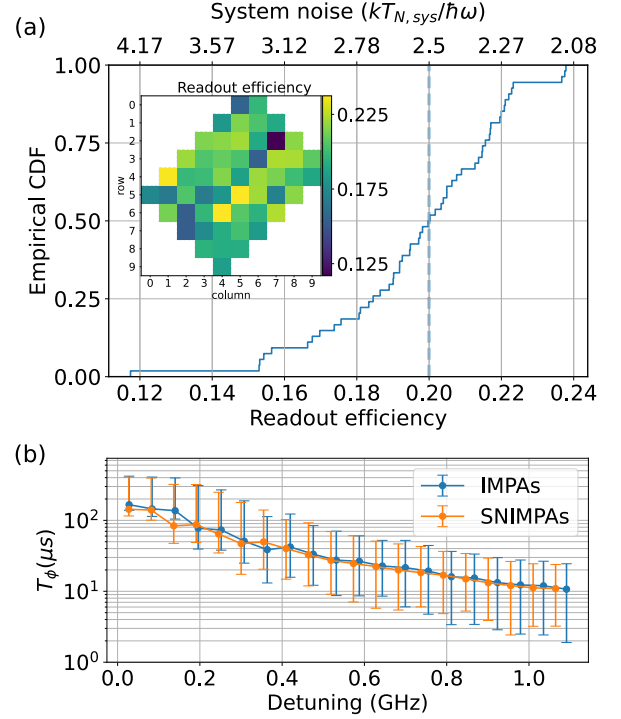 System noise (kT_{N,sys}/ℏω)
(a)
4.17 3.57 3.12 2.78 2.5 2.27 2.08
1.00
0.75
0.50
0.25
0.00
Empirical CDF
Readout efficiency
0
1
2
3
4
5
6
7
8
9
row
0 1 2 3 4 5 6 7 8 9
column
0.225
0.175
0.125
0.12 0.14 0.16 0.18 0.20 0.22 0.24
Readout efficiency
(b)
IMPAs
SNIMPAs
10^2
10^1
10^0
T_ϕ(μs)
0.0 0.2 0.4 0.6 0.8 1.0
Detuning (GHz)